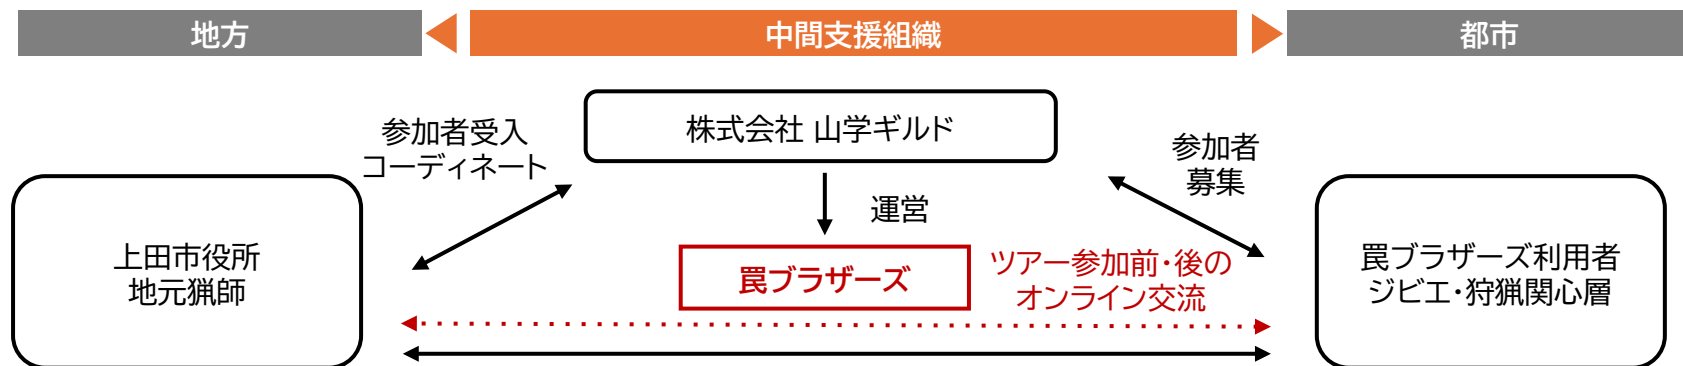 地方
中間支援組織
都市
参加者受入
コーディネート
株式会社 山学ギルド
参加者
募集
運営
上田市役所
地元猟師
罠ブラザーズ
ツアー参加前・後の
オンライン交流
罠ブラザーズ利用者
ジビエ・狩猟関心層